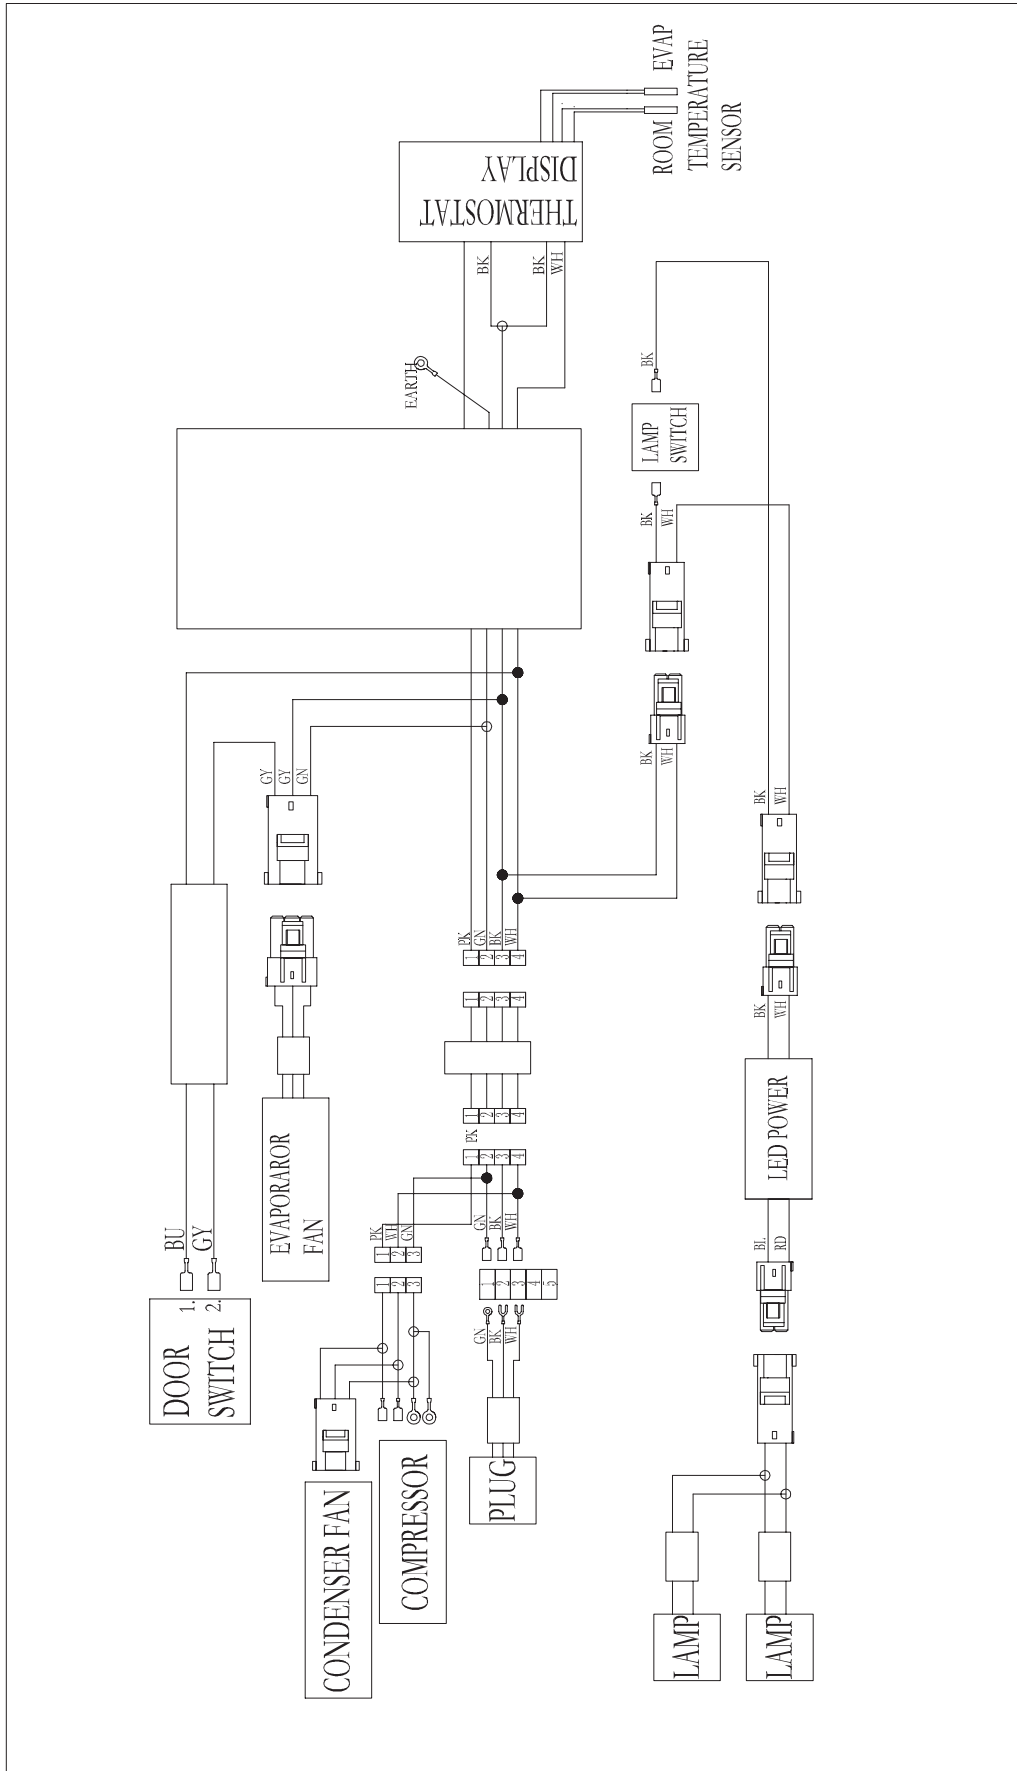 ROOM EVAP
TEMPERATURE
SENSOR
THERMOSTAT
DISPLAY
BK
BK
WH
EARTH
BK
LAMP
SWITCH
BK
WH
BK
WH
GY
GY
GN
PK
GN
BK
WH
1
2
3
4
1
2
3
4
1
2
3
4
PK
1
2
3
4
BK
WH
BK
WH
LED POWER
BL
RD
EVAPORAROR
FAN
BU
GY
DOOR
SWITCH
1.
2.
PK
WH
GN
1
2
3
1
2
3
GN
BK
WH
1
2
3
4
5
GN
BK
WH
PLUG
COMPRESSOR
CONDENSER FAN
LAMP
LAMP